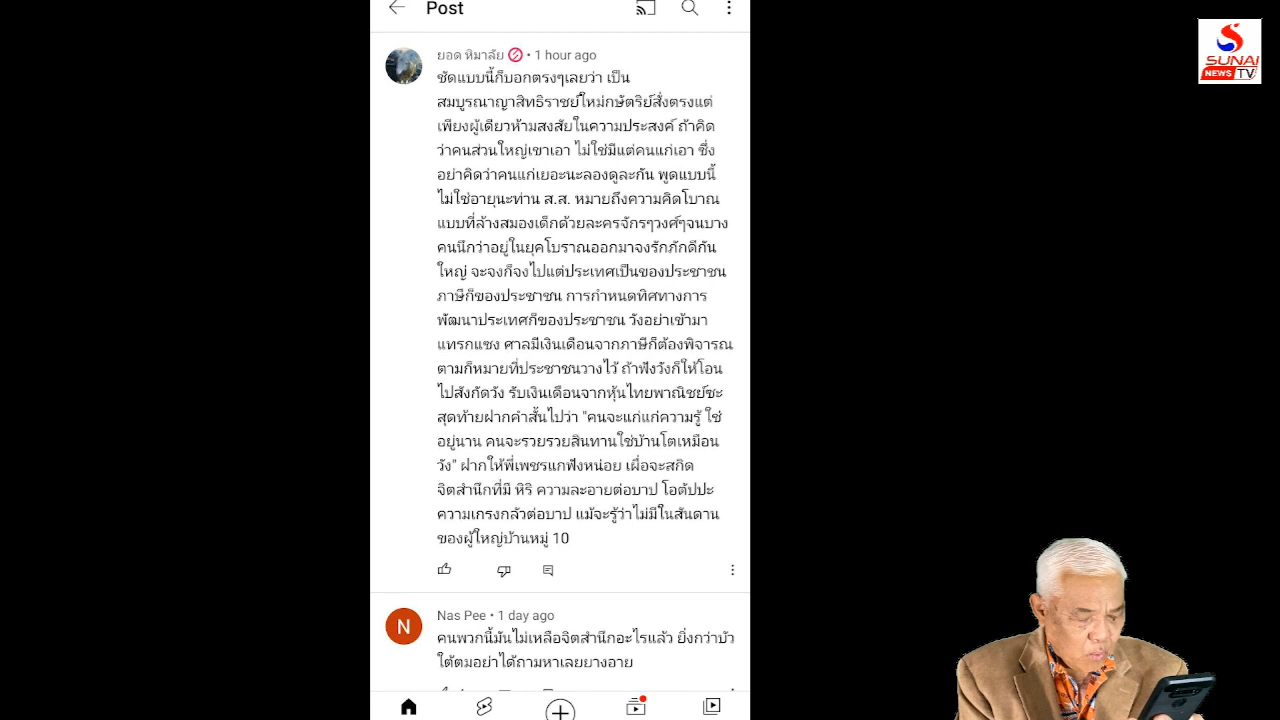 Post
SUNAI
NEWS TV
ยอด หิมาลัย • 1 hour ago
ชัดแบบนี้ก็บอกตรงๆเลยว่า เป็น
สมบูรณาญาสิทธิราชย์ใหม่กษัตริย์สั่งตรงแต่
เพียงผู้เดียวห้ามสงสัยในความประสงค์ ถ้าคิด
ว่าคนส่วนใหญ่เขาเอา ไม่ใช่มีแต่คนแก่เอา ซึ่ง
อย่าคิดว่าคนแก่เยอะนะลองดูละกัน พูดแบบนี้
ไม่ใช่อายุนะท่าน ส.ส. หมายถึงความคิดโบาณ
แบบที่ล้างสมองเด็กด้วยละครจักรๆวงศ์ๆจนบาง
คนนึกว่าอยู่ในยุคโบราณออกมาจงรักภักดีกัน
ใหญ่ จะจงก็จงไปแต่ประเทศเป็นของประชาชน
ภาษีก็ของประชาชน การกำหนดทิศทางการ
พัฒนาประเทศก็ของประชาชน วังอย่าเข้ามา
แทรกแซง ศาลมีเงินเดือนจากภาษีก็ต้องพิจารณ
ตามก็หมายที่ประชาชนวางไว้ ถ้าฟังวังก็ให้โอน
ไปสังกัดวัง รับเงินเดือนจากหุ้นไทยพาณิชย์ซะ
สุดท้ายฝากคำสั้นไปว่า "คนจะแก่แก่ความรู้ ใช่
อยู่นาน คนจะรวยรวยสินทานใช่บ้านโตเหมือน
วัง" ฝากให้พี่เพชรแกฟังหน่อย เผื่อจะสกิด
จิตสำนึกที่มี หิริ ความละอายต่อบาป โอตัปปะ
ความเกรงกลัวต่อบาป แม้จะรู้ว่าไม่มีในสันดาน
ของผู้ใหญ่บ้านหมู่ 10
N
Nas Pee • 1 day ago
คนพวกนี้มันไม่เหลือจิตสำนึกอะไรแล้ว ยิ่งกว่าบัว
ใต้ตมอย่าได้ถามหาเลยยางอาย